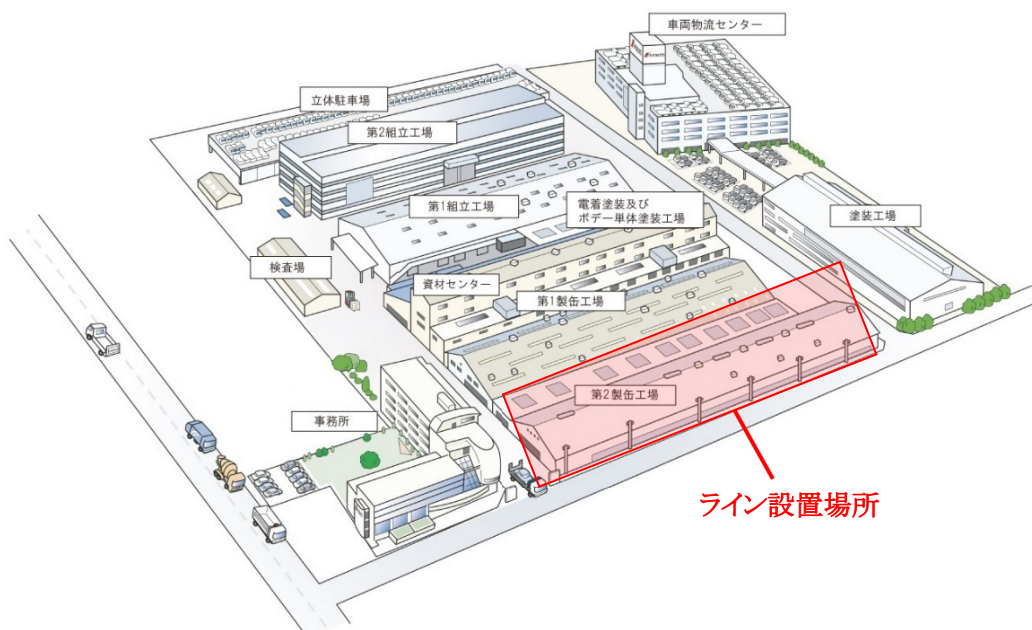 車両物流センター
立体駐車場
第2組立工場
第1組立工場
電着塗装及び
ボデー単体塗装工場
塗装工場
検査場
資材センター
第1製缶工場
第2製缶工場
事務所
ライン設置場所